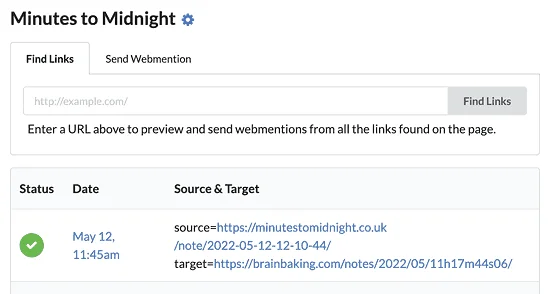 Minutes to Midnight
Find Links
Send Webmention
http://example.com/
Find Links
Enter a URL above to preview and send webmentions from all the links found on the page.
Status
Date
Source & Target
May 12,
11:45am
source=https://minutestomidnight.co.uk
/note/2022-05-12-12-10-44/
target=https://brainbaking.com/notes/2022/05/11h17m44s06/